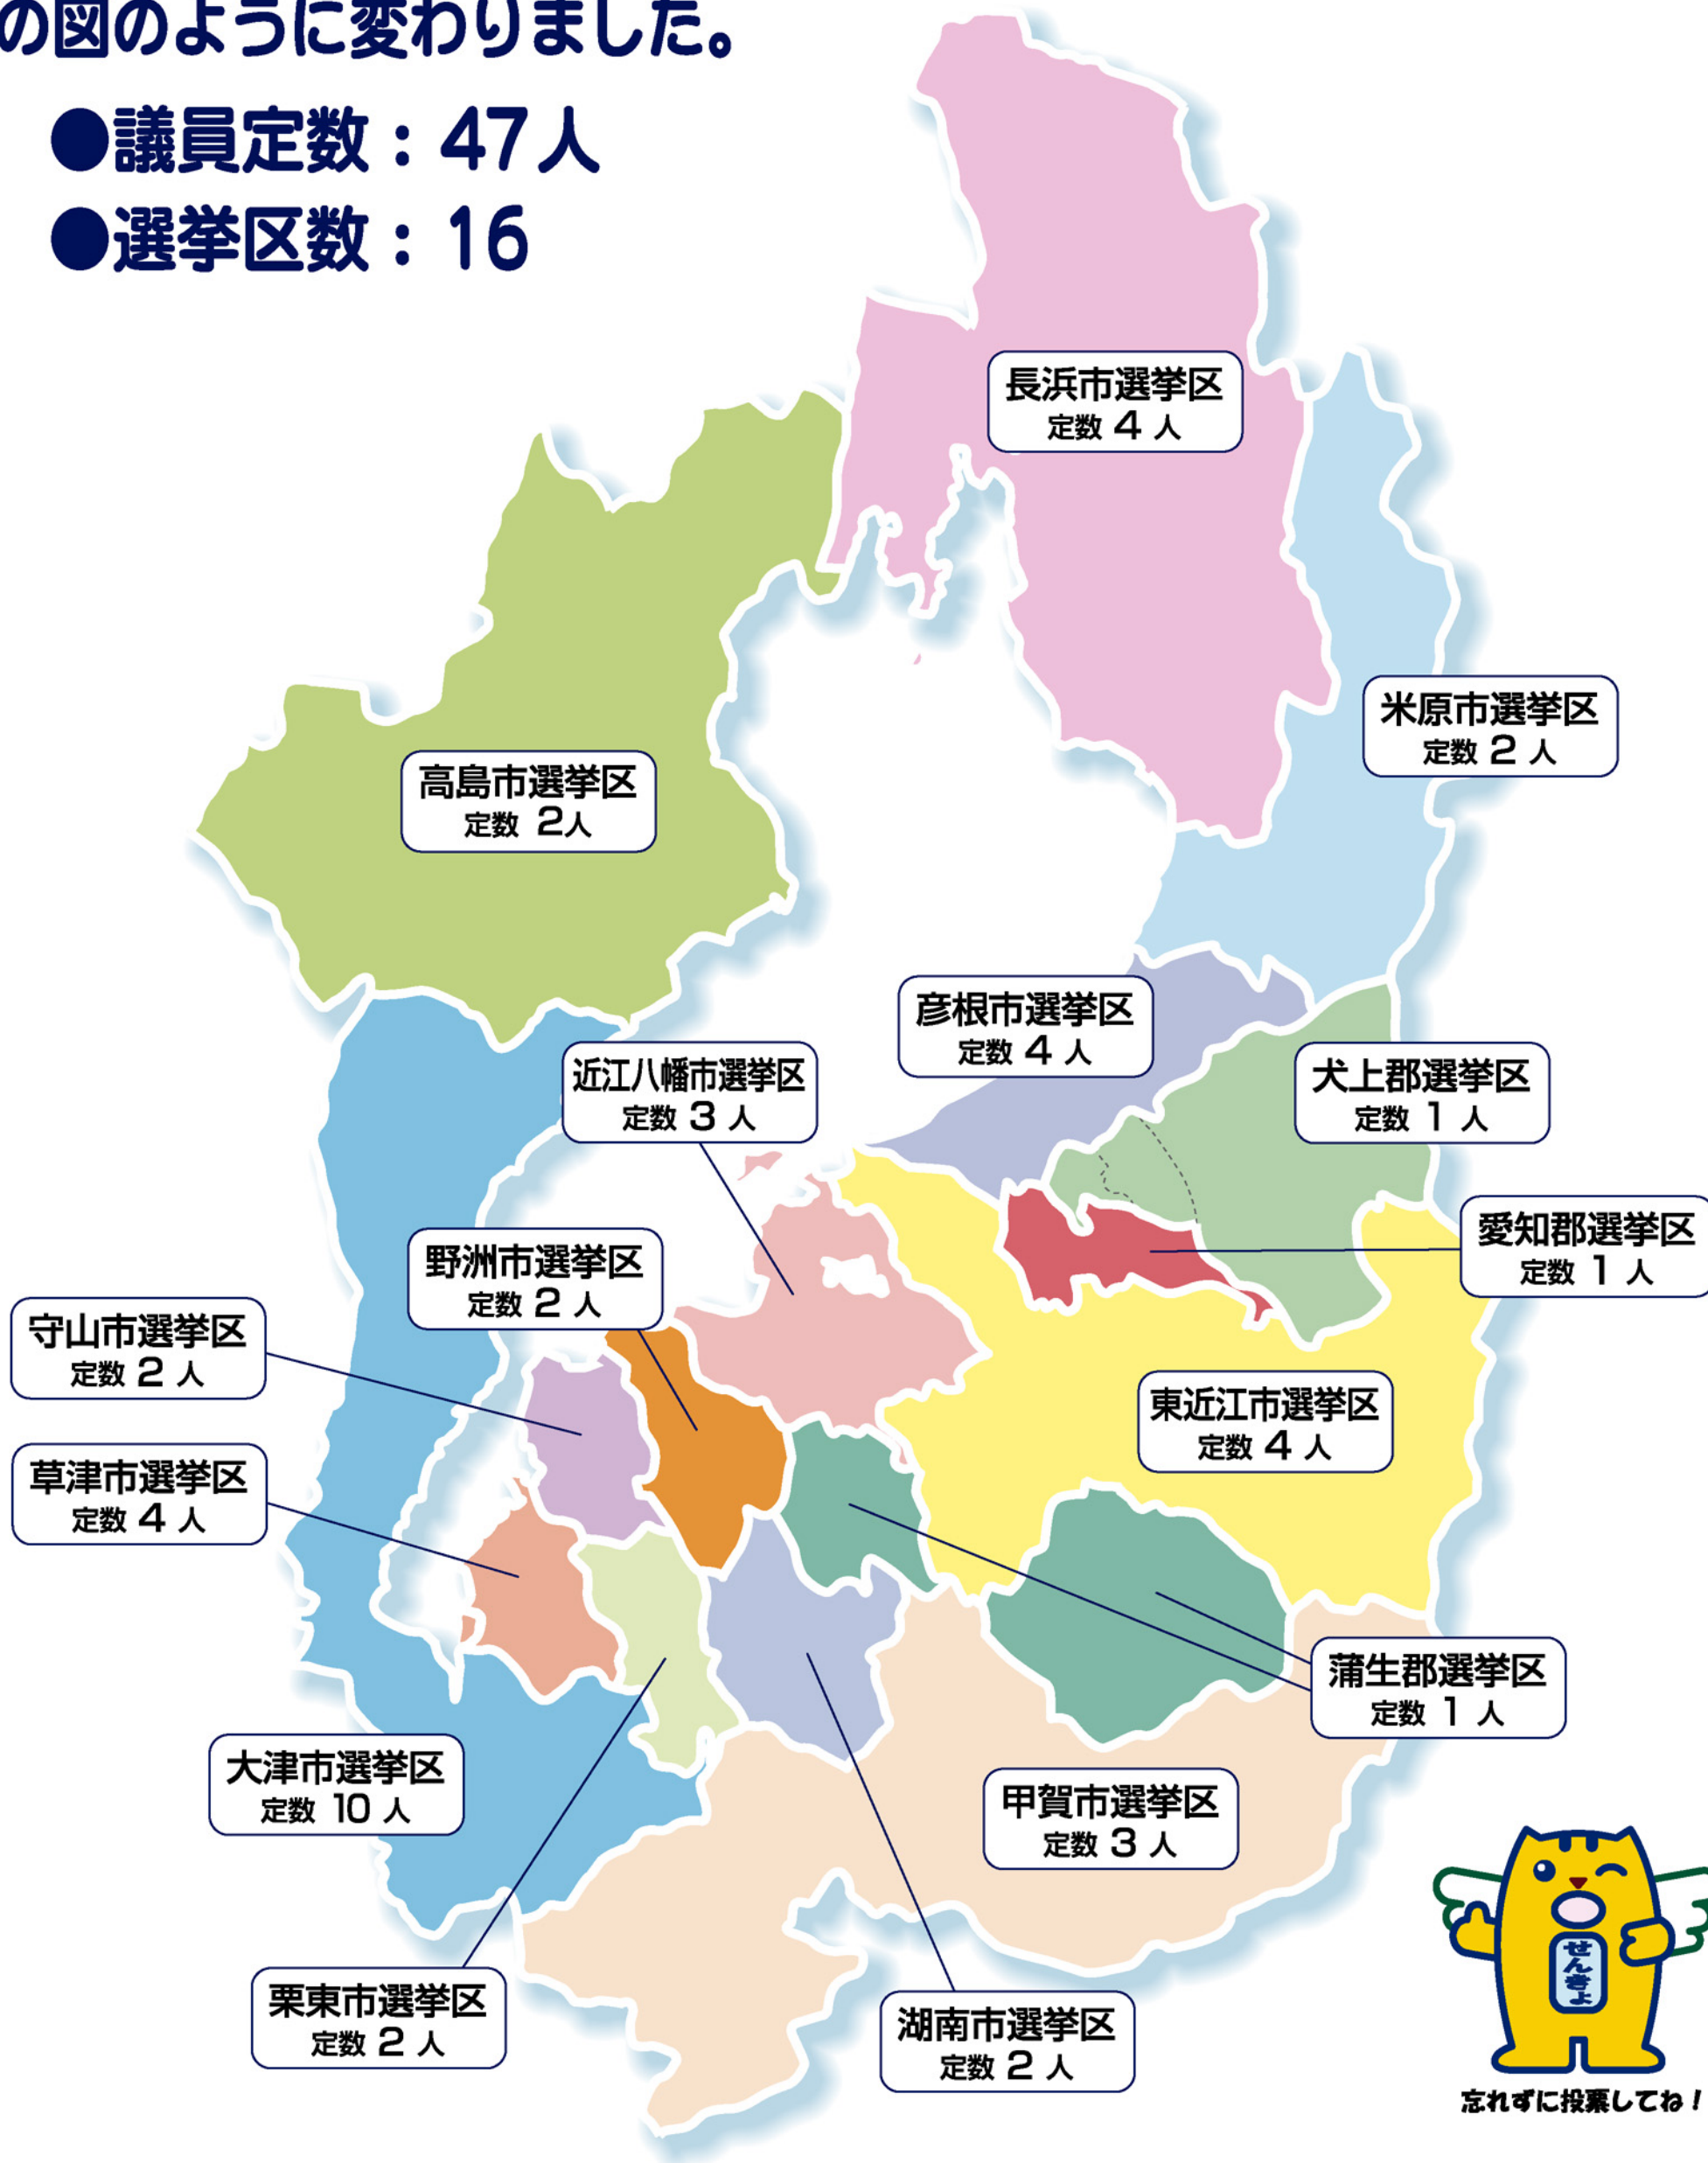 の図のように変わりました。
●議員定数：47人
●選挙区数：16
長浜市選挙区
定数 4 人
米原市選挙区
定数 2 人
高島市選挙区
定数 2人
彦根市選挙区
定数 4 人
近江八幡市選挙区
定数 3 人
犬上郡選挙区
定数 1 人
愛知郡選挙区
定数 1 人
野洲市選挙区
定数 2 人
守山市選挙区
定数 2 人
東近江市選挙区
定数 4 人
草津市選挙区
定数 4 人
蒲生郡選挙区
定数 1 人
大津市選挙区
定数 10 人
甲賀市選挙区
定数 3 人
栗東市選挙区
定数 2 人
湖南市選挙区
定数 2 人
せんきょ
忘れずに投票してね！